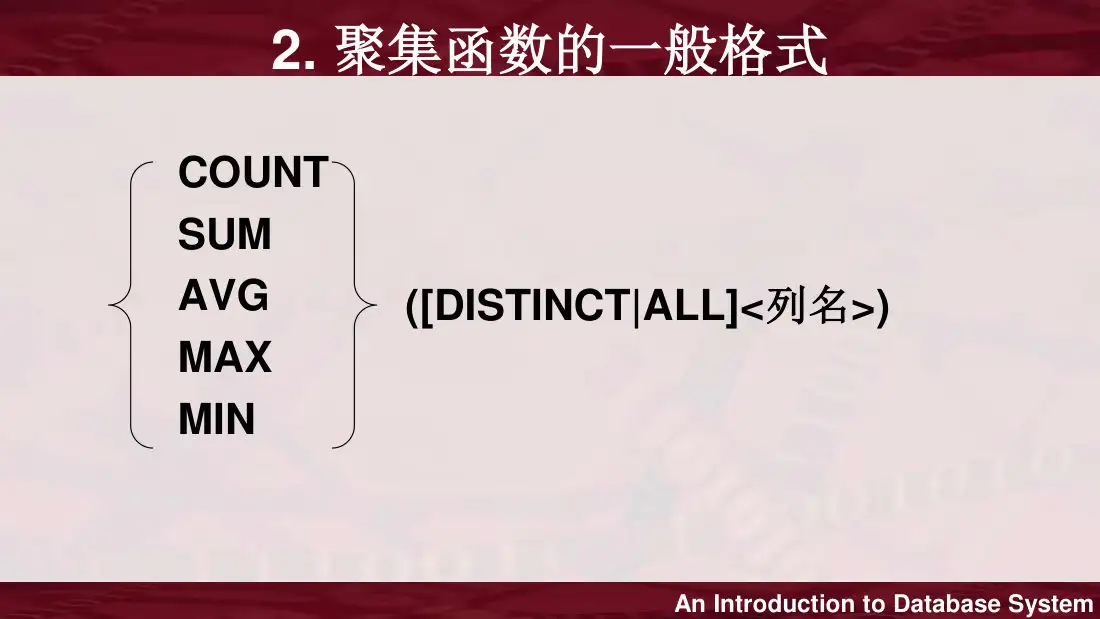 2. 聚集函数的一般格式
COUNT
SUM
AVG
MAX
MIN
([DISTINCT|ALL]<列名>)
An Introduction to Database System